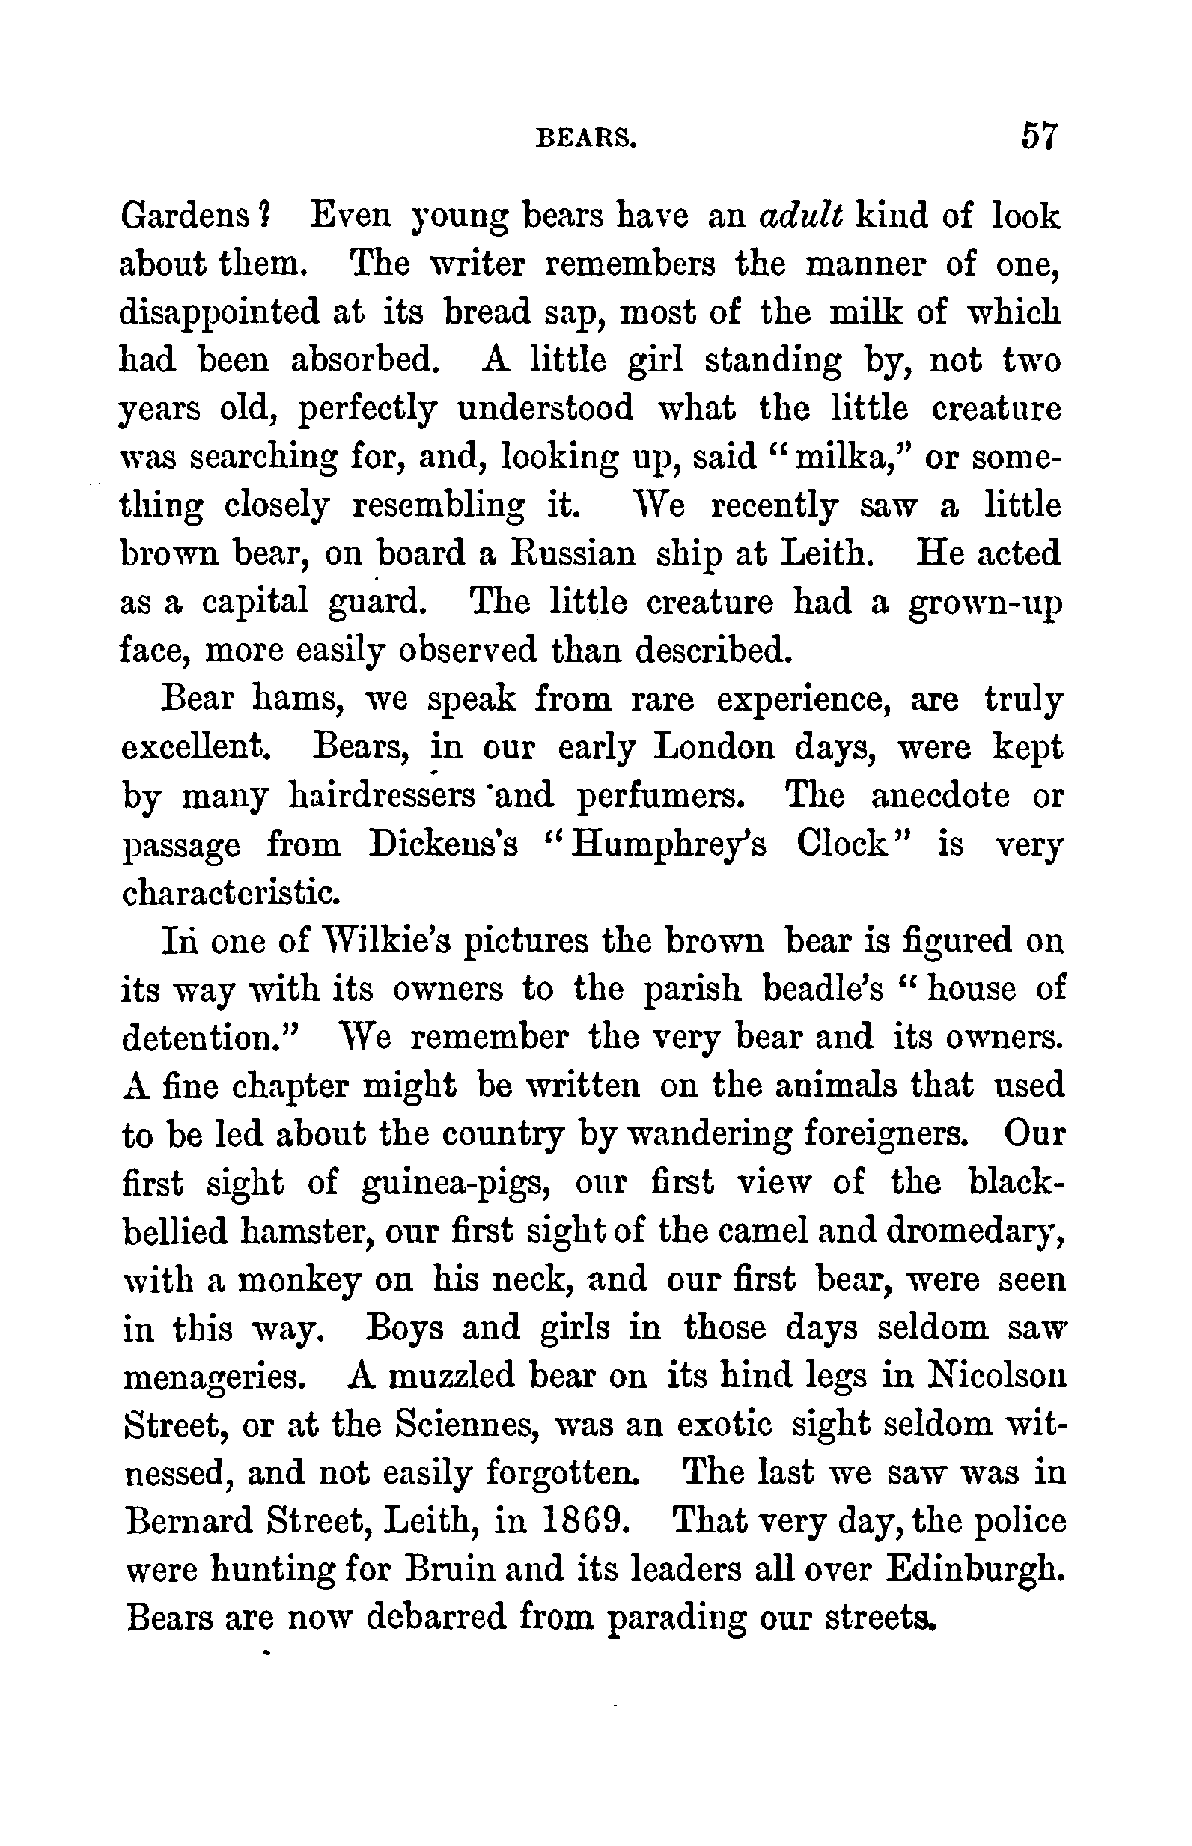 BEARS. 57
Gardens? Even young bears have an adult kind of look
about them. The writer remembers the manner of one,
disappointed at its bread sap, most of the milk of which
had been absorbed. A little girl standing by, not two
years old, perfectly understood what the little creature
was searching for, and, looking up, said “milka,” or some-
thing closely resembling it. We recently saw a little
brown bear, on board a Russian ship at Leith. He acted
as a capital guard. The little creature had a grown-up
face, more easily observed than described.
Bear hams, we speak from rare experience, are truly
excellent. Bears, in our early London days, were kept
by many hairdressers and perfumers. The anecdote or
passage from Dickens's “Humphrey's Clock” is very
characteristic.
In one of Wilkie's pictures the brown bear is figured on
its way with its owners to the parish beadle's “house of
detention.” We remember the very bear and its owners.
A fine chapter might be written on the animals that used
to be led about the country by wandering foreigners. Our
first sight of guinea-pigs, our first view of the black-
bellied hamster, our first sight of the camel and dromedary,
with a monkey on his neck, and our first bear, were seen
in this way. Boys and girls in those days seldom saw
menageries. A muzzled bear on its hind legs in Nicolson
Street, or at the Sciennes, was an exotic sight seldom wit-
nessed, and not easily forgotten. The last we saw was in
Bernard Street, Leith, in 1869. That very day, the police
were hunting for Bruin and its leaders all over Edinburgh.
Bears are now debarred from parading our streets.